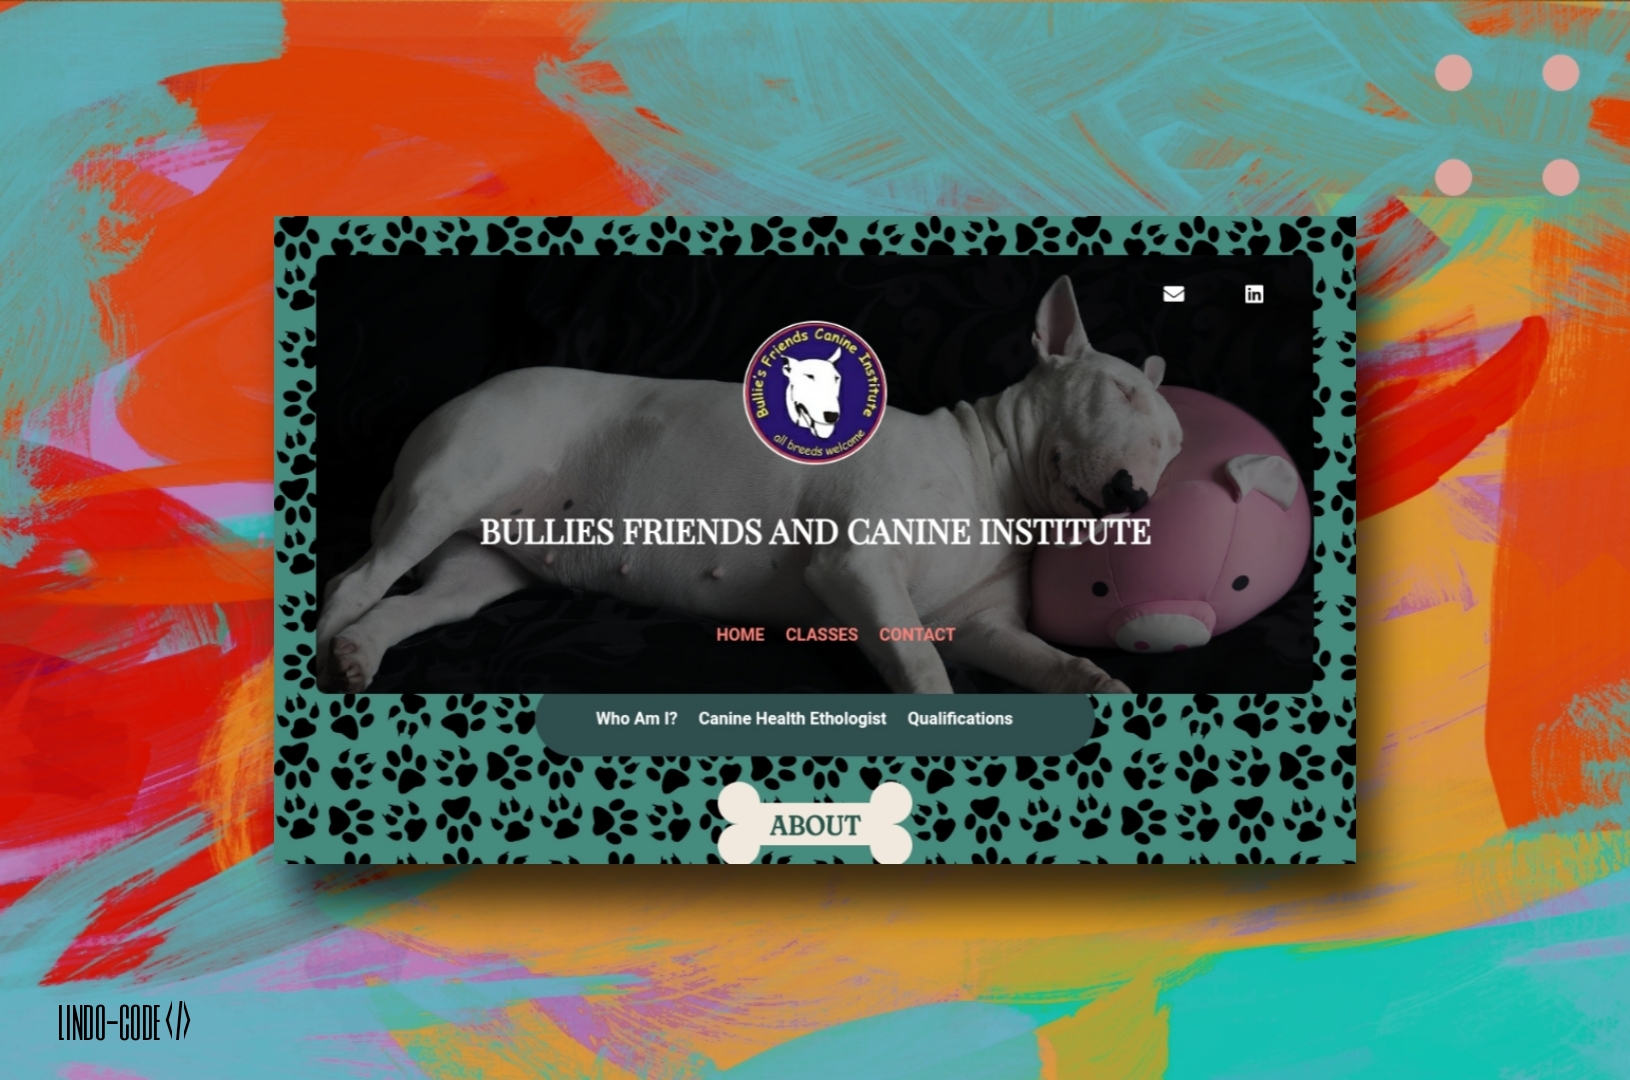 Bullie's Friends Canine Institute
all breeds welcome
BULLIES FRIENDS AND CANINE INSTITUTE
HOME CLASSES CONTACT
Who Am I? Canine Health Ethologist Qualifications
ABOUT
LINDO-CODE </>